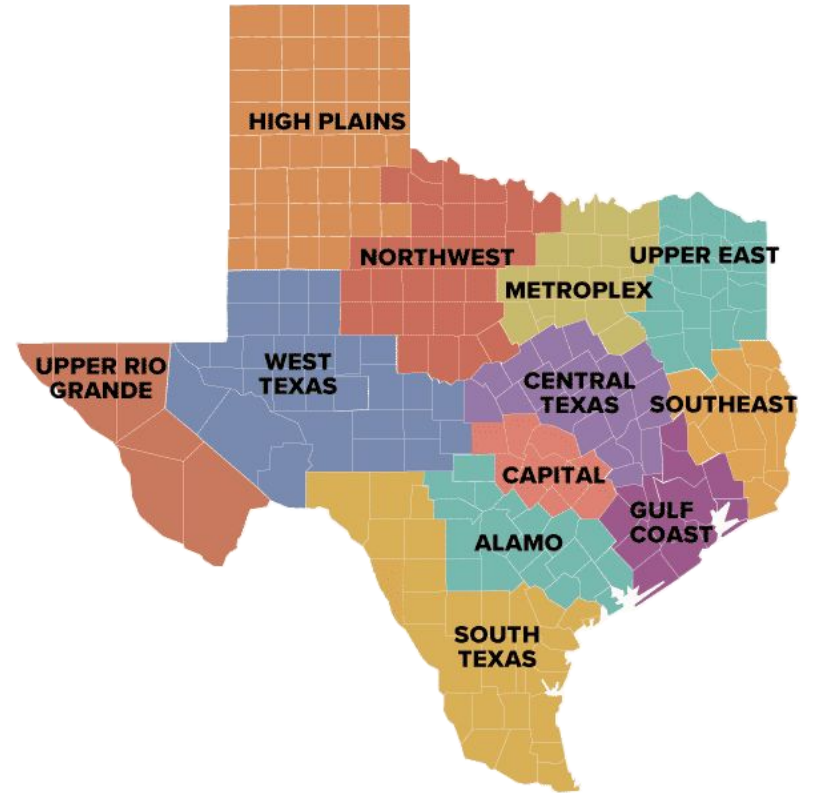 HIGH PLAINS
NORTHWEST
UPPER EAST
METROPLEX
UPPER RIO
GRANDE
WEST
TEXAS
CENTRAL
TEXAS
SOUTHEAST
CAPITAL
GULF
COAST
ALAMO
SOUTH
TEXAS